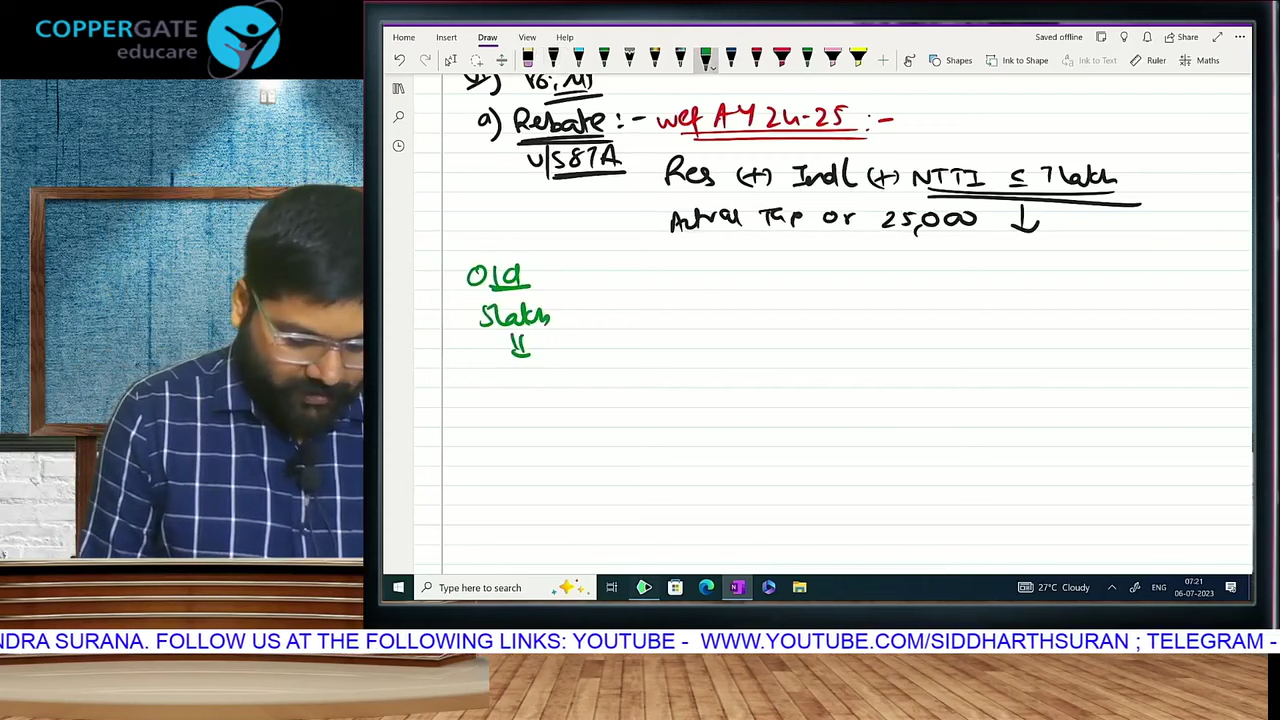 COPPERGATE
educare
Home Insert Draw View Help
Saved offline
Share
Shapes
Ink to Shape
Ink to Text
Ruler
Maths
a) Rebate :- wef AY 24-25 :-
u/s 87A
Res (+) Indl (+) NTTI ≤ 7 lakh
Actual Tax or 25,000 ↓
Old
5 lakh
Type here to search
27°C Cloudy
ENG
07:21
06-07-2023
NDRA SURANA. FOLLOW US AT THE FOLLOWING LINKS: YOUTUBE - WWW.YOUTUBE.COM/SIDDHARTHSURAN ; TELEGRAM -